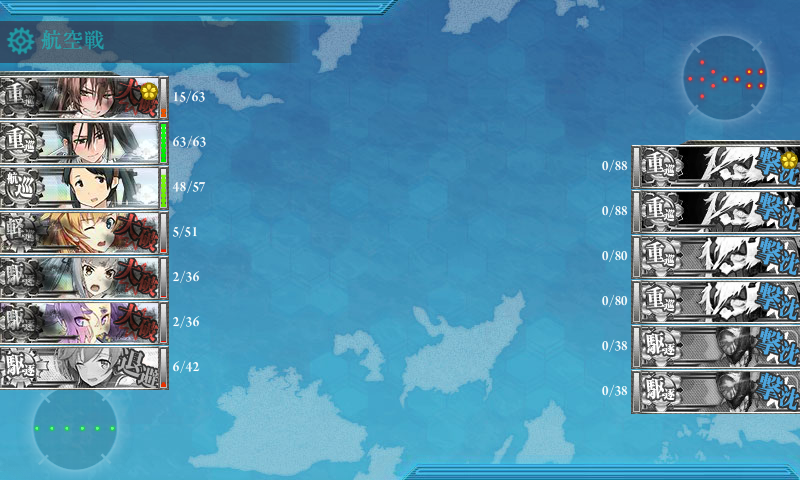 航空戦
重巡 大破 15/63
重巡 63/63
航巡 48/57
軽巡 大破 5/51
駆逐 大破 2/36
駆逐 大破 2/36
駆逐 退避 6/42
0/88 重巡 撃沈
0/88 重巡 撃沈
0/80 重巡 撃沈
0/80 重巡 撃沈
0/38 駆逐 撃沈
0/38 駆逐 撃沈